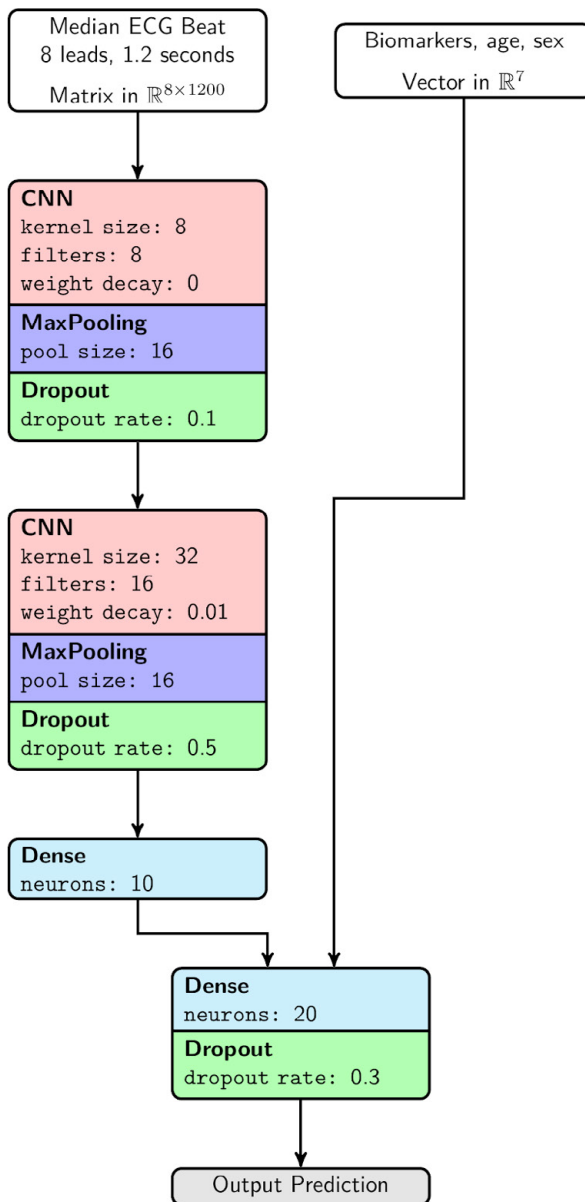 Median ECG Beat
8 leads, 1.2 seconds
Matrix in ℝ^{8×1200}
Biomarkers, age, sex
Vector in ℝ^7
CNN
kernel size: 8
filters: 8
weight decay: 0
MaxPooling
pool size: 16
Dropout
dropout rate: 0.1
CNN
kernel size: 32
filters: 16
weight decay: 0.01
MaxPooling
pool size: 16
Dropout
dropout rate: 0.5
Dense
neurons: 10
Dense
neurons: 20
Dropout
dropout rate: 0.3
Output Prediction